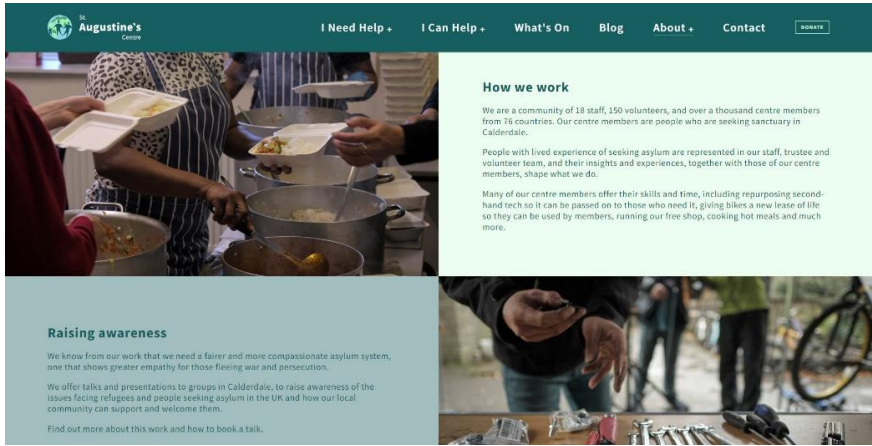 St.
Augustine's
Centre
I Need Help +
I Can Help +
What's On
Blog
About +
Contact
DONATE
How we work
We are a community of 18 staff, 150 volunteers, and over a thousand centre members
from 76 countries. Our centre members are people who are seeking sanctuary in
Calderdale.
People with lived experience of seeking asylum are represented in our staff, trustee and
volunteer team, and their insights and experiences, together with those of our centre
members, shape what we do.
Many of our centre members offer their skills and time, including repurposing second-
hand tech so it can be passed on to those who need it, giving bikes a new lease of life
so they can be used by members, running our free shop, cooking hot meals and much
more.
Raising awareness
We know from our work that we need a fairer and more compassionate asylum system,
one that shows greater empathy for those fleeing war and persecution.
We offer talks and presentations to groups in Calderdale, to raise awareness of the
issues facing refugees and people seeking asylum in the UK and how our local
community can support and welcome them.
Find out more about this work and how to book a talk.